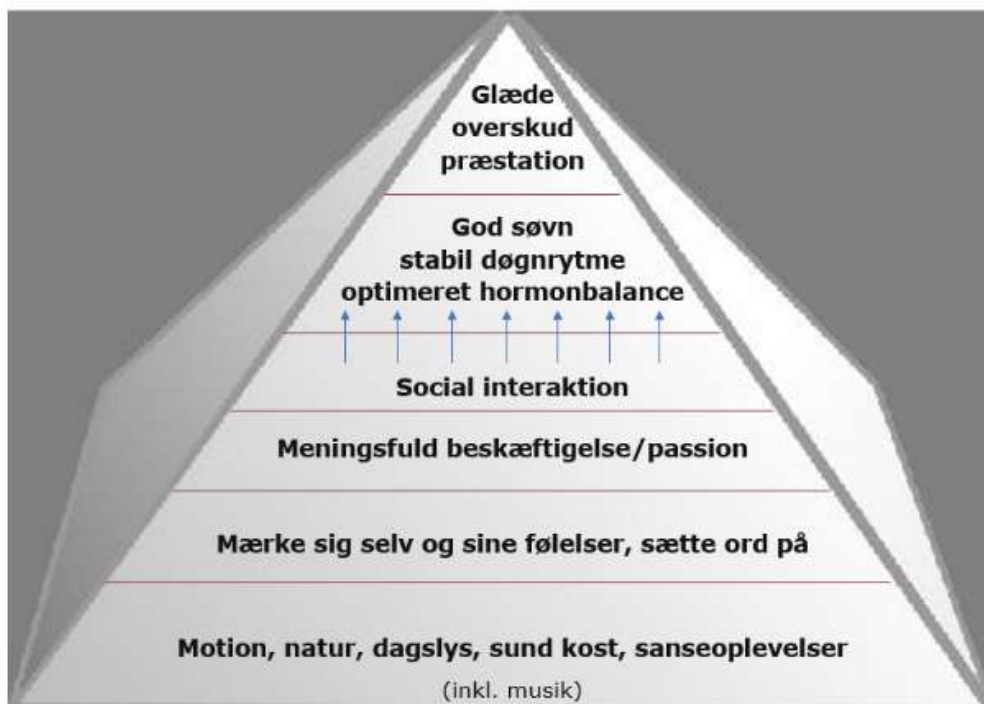 Glæde
overskud
præstation
God søvn
stabil døgnrytme
optimeret hormonbalance
Social interaktion
Meningsfuld beskæftigelse/passion
Mærke sig selv og sine følelser, sætte ord på
Motion, natur, dagslys, sund kost, sanseoplevelser
(inkl. musik)